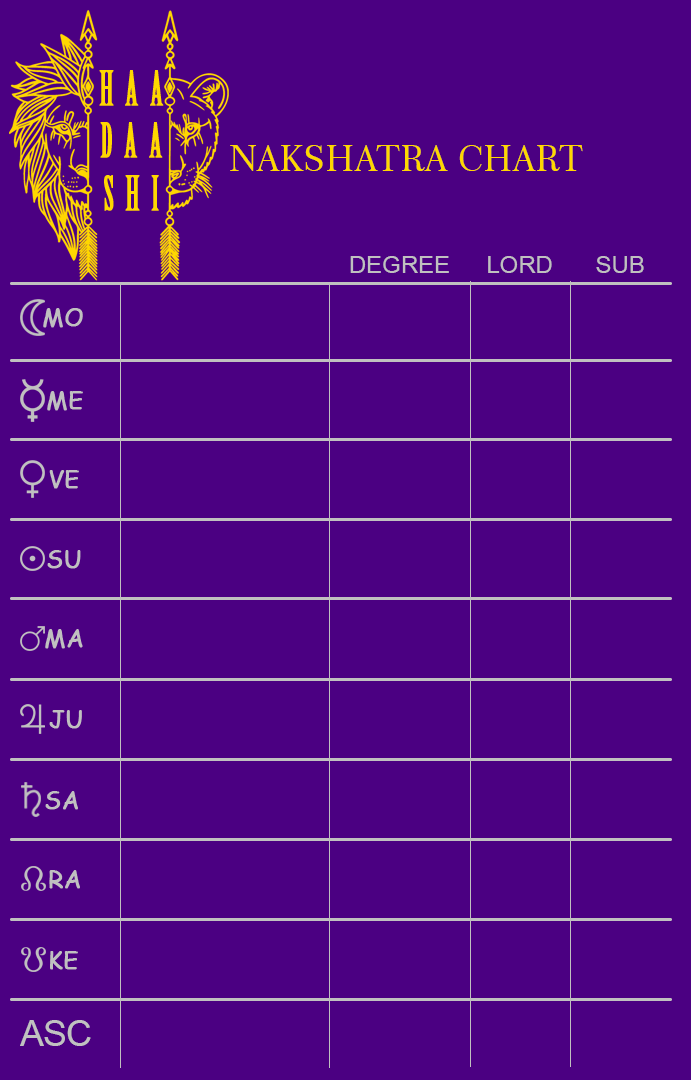 HAA
DAA
SHI
NAKSHATRA CHART
DEGREE LORD SUB
☾MO
☿ME
♀VE
☉SU
♂MA
♃JU
♄SA
☊RA
☋KE
ASC